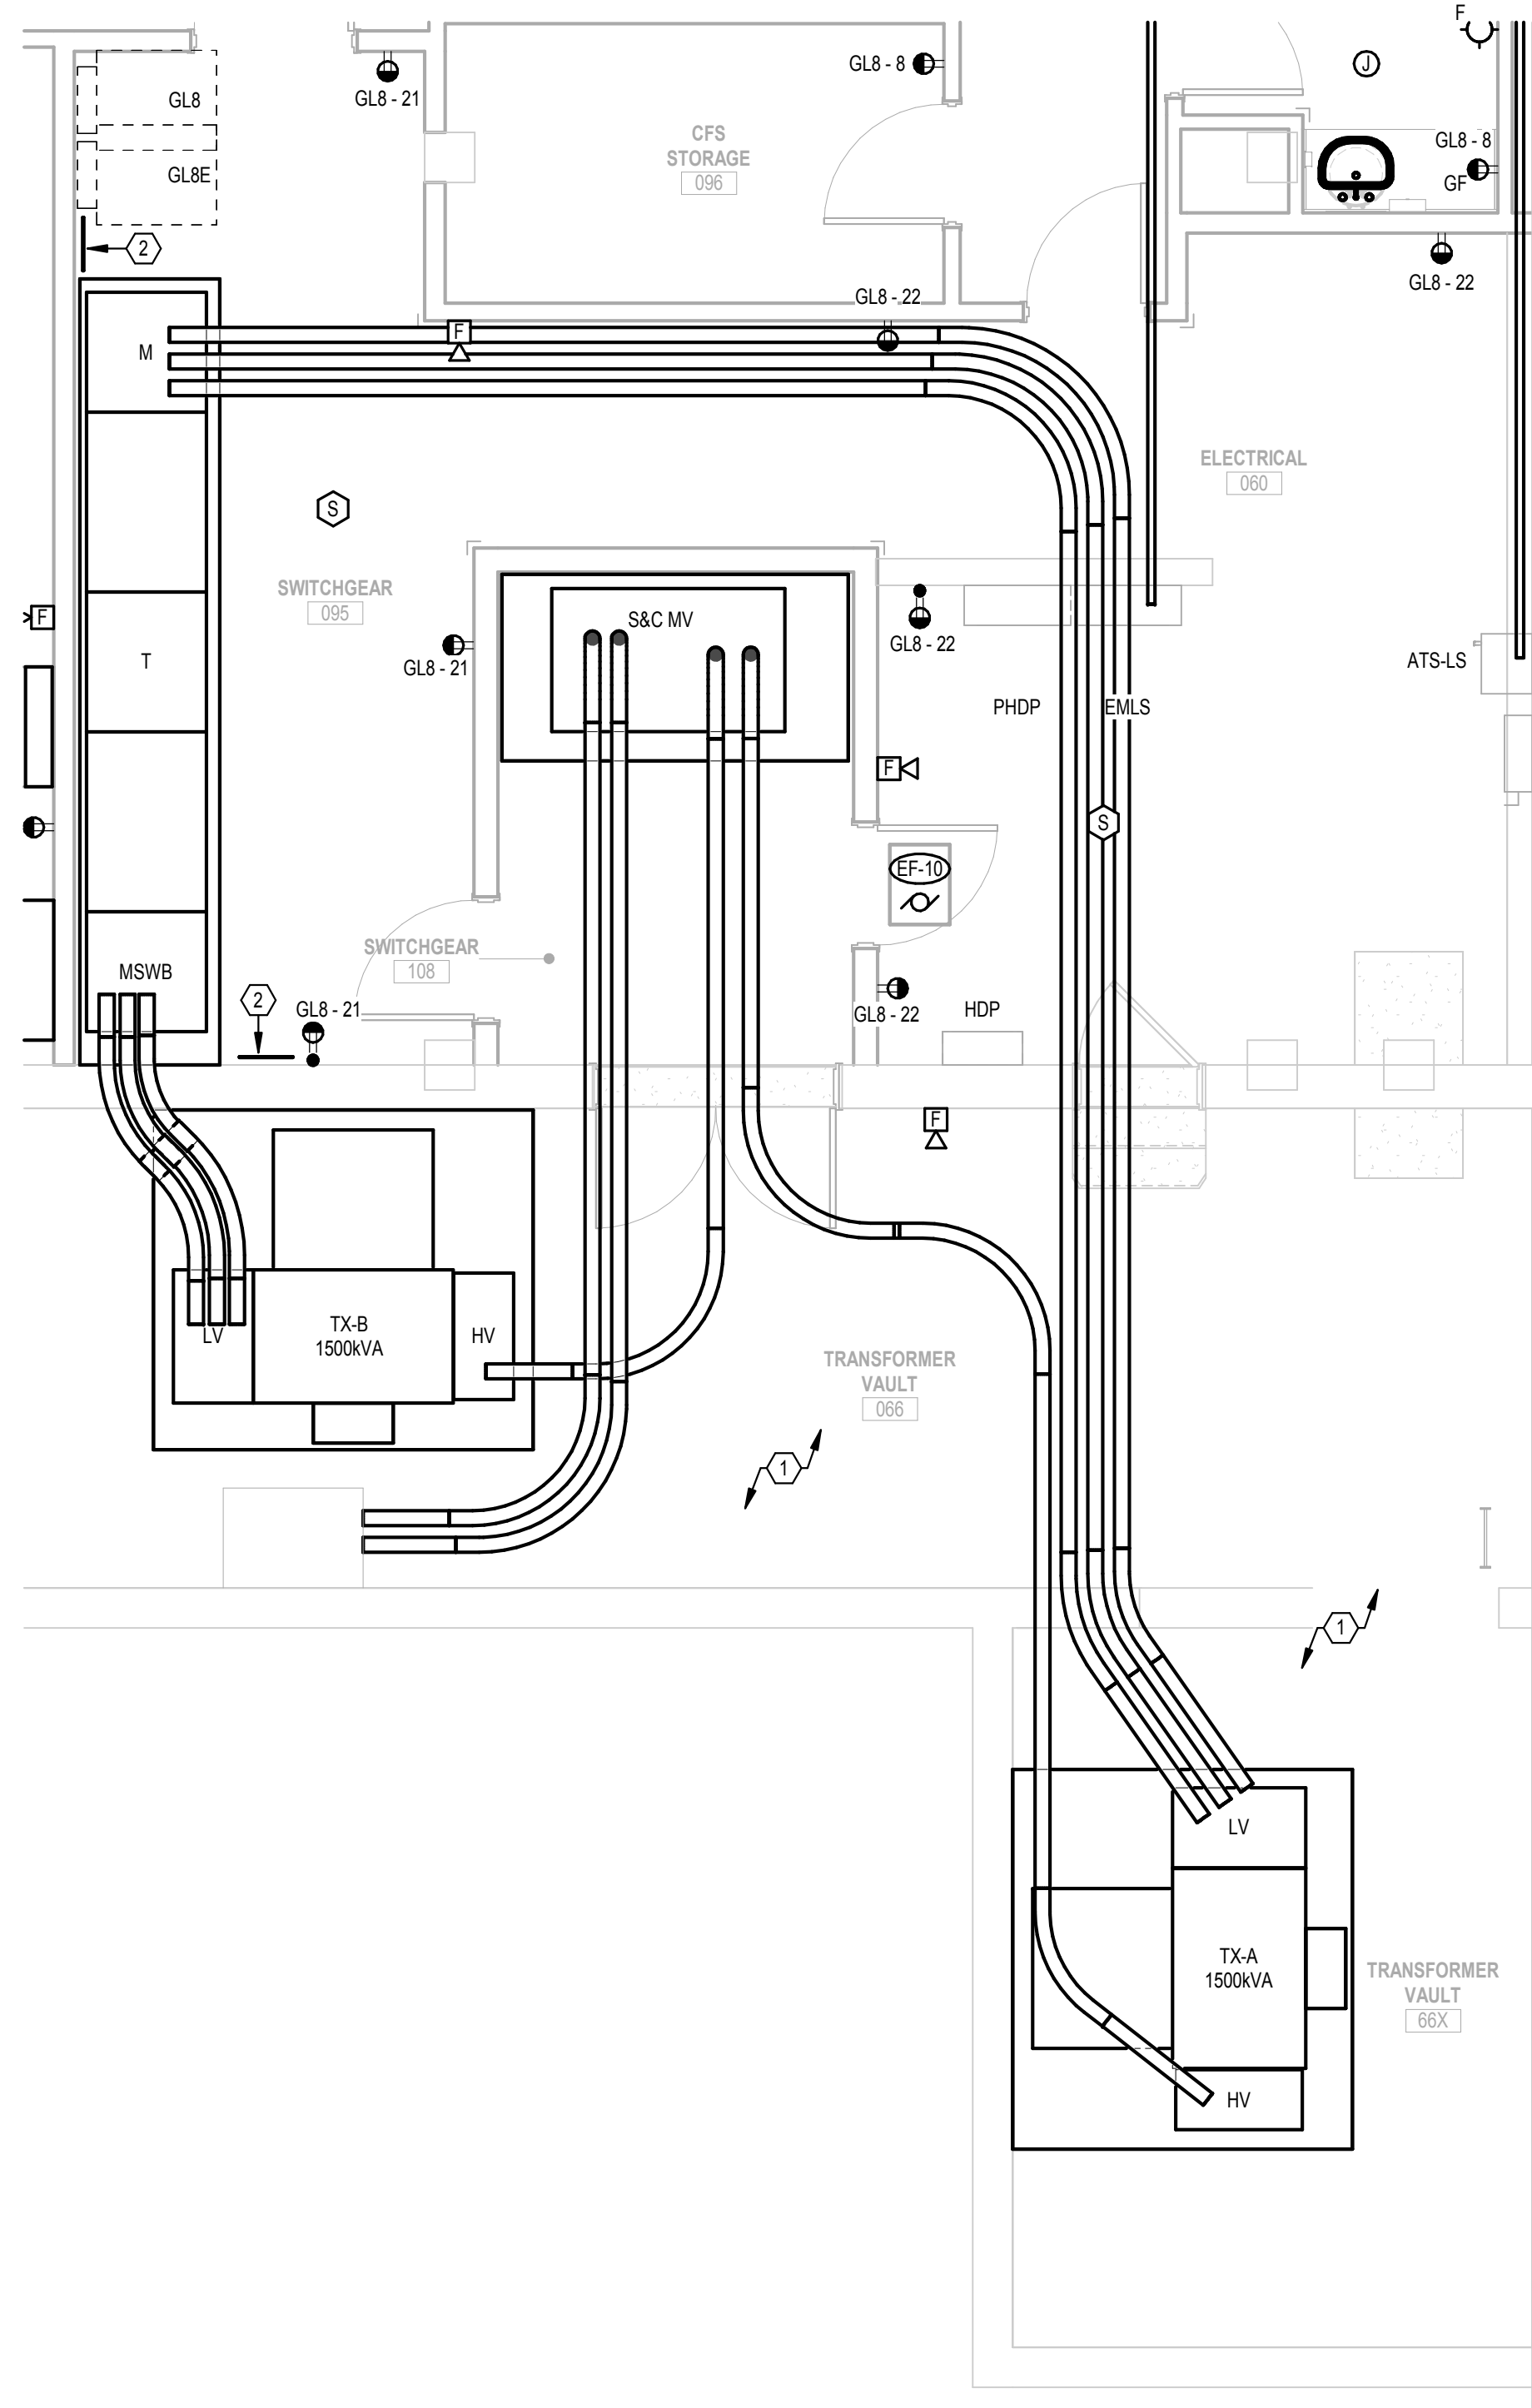 F
GL8 - 8
J
GL8
GL8 - 21
CFS
STORAGE
096
GL8 - 8
GL8E
GF
2
GL8 - 22
GL8 - 22
F
M
ELECTRICAL
060
S
SWITCHGEAR
095
F
S&C MV
GL8 - 22
GL8 - 21
T
ATS-LS
PHDP
EMLS
F
S
EF-10
SWITCHGEAR
108
MSWB
2
GL8 - 21
GL8 - 22
HDP
F
TX-B
1500kVA
LV
HV
TRANSFORMER
VAULT
066
1
1
LV
TX-A
1500kVA
TRANSFORMER
VAULT
66X
HV